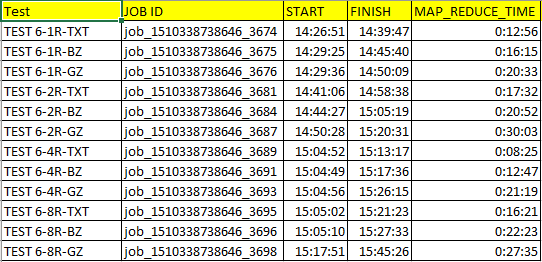 Test JOB ID START FINISH MAP_REDUCE_TIME
TEST 6-1R-TXT job_1510338738646_3674 14:26:51 14:39:47 0:12:56
TEST 6-1R-BZ job_1510338738646_3675 14:29:25 14:45:40 0:16:15
TEST 6-1R-GZ job_1510338738646_3676 14:29:36 14:50:09 0:20:33
TEST 6-2R-TXT job_1510338738646_3681 14:41:06 14:58:38 0:17:32
TEST 6-2R-BZ job_1510338738646_3684 14:44:27 15:05:19 0:20:52
TEST 6-2R-GZ job_1510338738646_3687 14:50:28 15:20:31 0:30:03
TEST 6-4R-TXT job_1510338738646_3689 15:04:52 15:13:17 0:08:25
TEST 6-4R-BZ job_1510338738646_3691 15:04:49 15:17:36 0:12:47
TEST 6-4R-GZ job_1510338738646_3693 15:04:56 15:26:15 0:21:19
TEST 6-8R-TXT job_1510338738646_3695 15:05:02 15:21:23 0:16:21
TEST 6-8R-BZ job_1510338738646_3696 15:05:10 15:27:33 0:22:23
TEST 6-8R-GZ job_1510338738646_3698 15:17:51 15:45:26 0:27:35